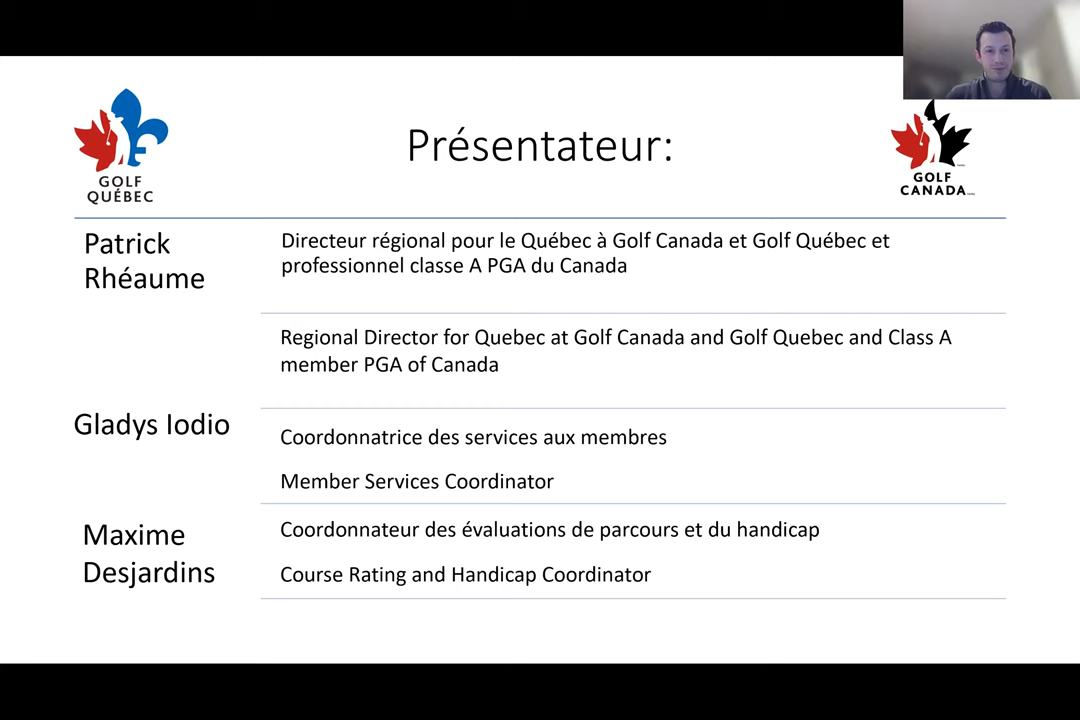 Présentateur:
GOLF
QUÉBEC
GOLF
CANADA
Patrick
Rhéaume
Directeur régional pour le Québec à Golf Canada et Golf Québec et
professionnel classe A PGA du Canada
Regional Director for Quebec at Golf Canada and Golf Quebec and Class A
member PGA of Canada
Gladys Iodio
Coordonnatrice des services aux membres
Member Services Coordinator
Maxime
Desjardins
Coordonnateur des évaluations de parcours et du handicap
Course Rating and Handicap Coordinator